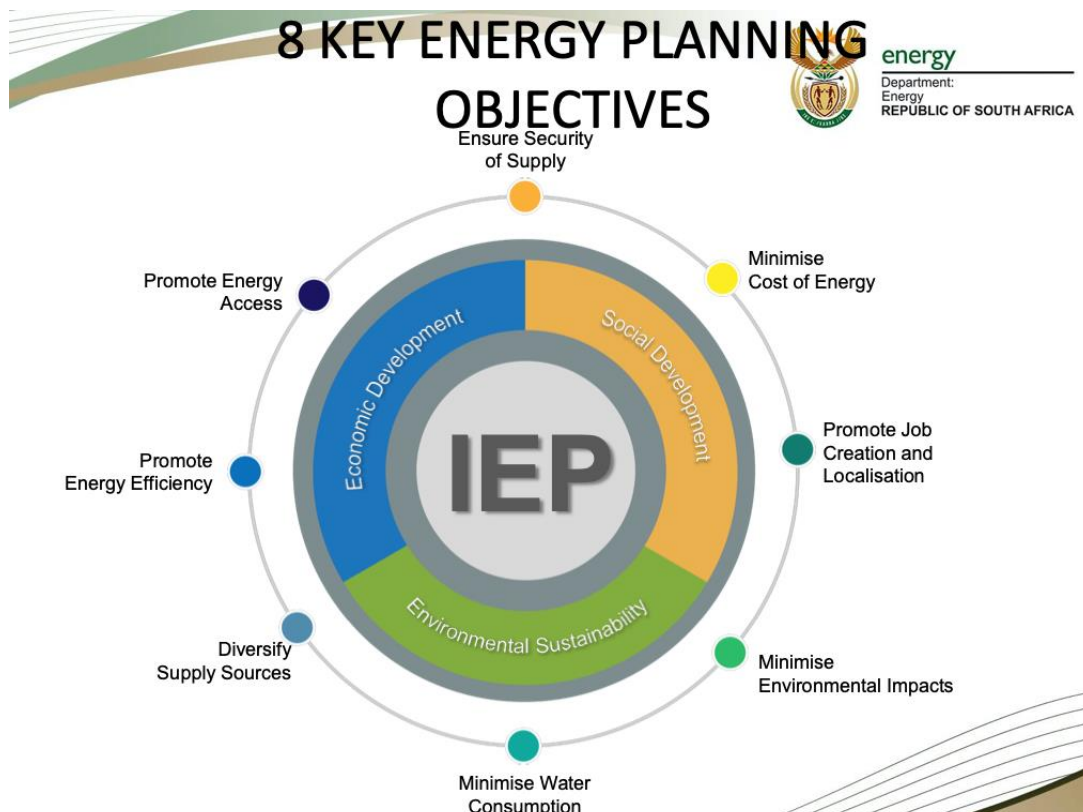 8 KEY ENERGY PLANNING
OBJECTIVES
energy
Department:
Energy
REPUBLIC OF SOUTH AFRICA
Ensure Security
of Supply
Minimise
Cost of Energy
Promote Job
Creation and
Localisation
Minimise
Environmental Impacts
Minimise Water
Consumption
Diversify
Supply Sources
Promote
Energy Efficiency
Promote Energy
Access
Economic Development
Social Development
Environmental Sustainability
IEP